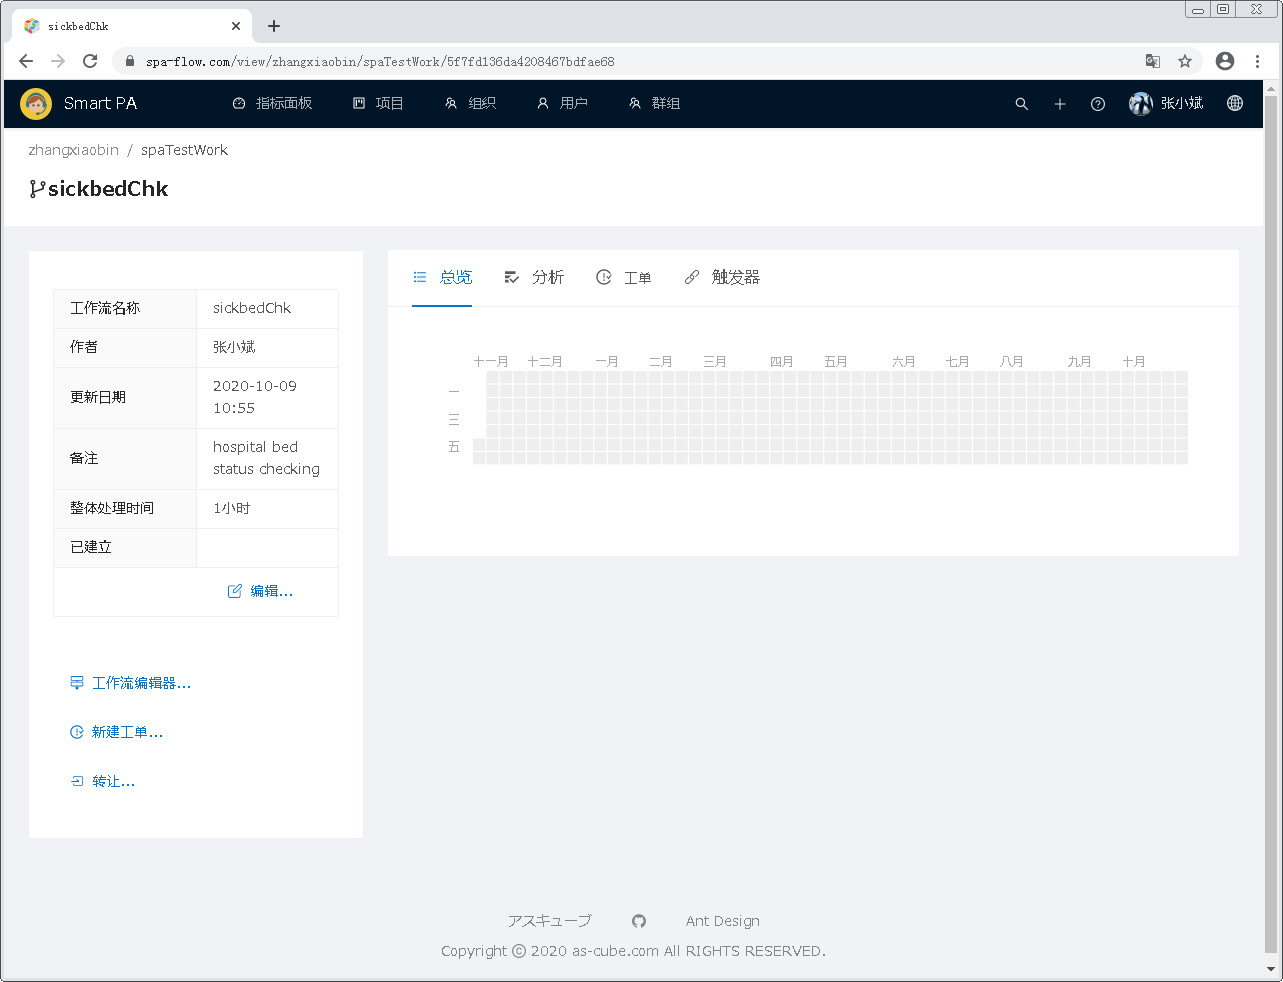 sickbedChk
spa-flow.com/view/zhangxiaobin/spaTestWork/5f7fd136da4208467bdfae68
Smart PA 指标面板 项目 组织 用户 群组 张小斌
zhangxiaobin / spaTestWork
sickbedChk
工作流名称 sickbedChk
作者 张小斌
更新日期 2020-10-09
10:55
备注 hospital bed
status checking
整体处理时间 1小时
已建立
编辑...
工作流编辑器...
新建工单...
转让...
总览 分析 工单 触发器
十一月 十二月 一月 二月 三月 四月 五月 六月 七月 八月 九月 十月
一
三
五
アスキューブ Ant Design
Copyright © 2020 as-cube.com All RIGHTS RESERVED.